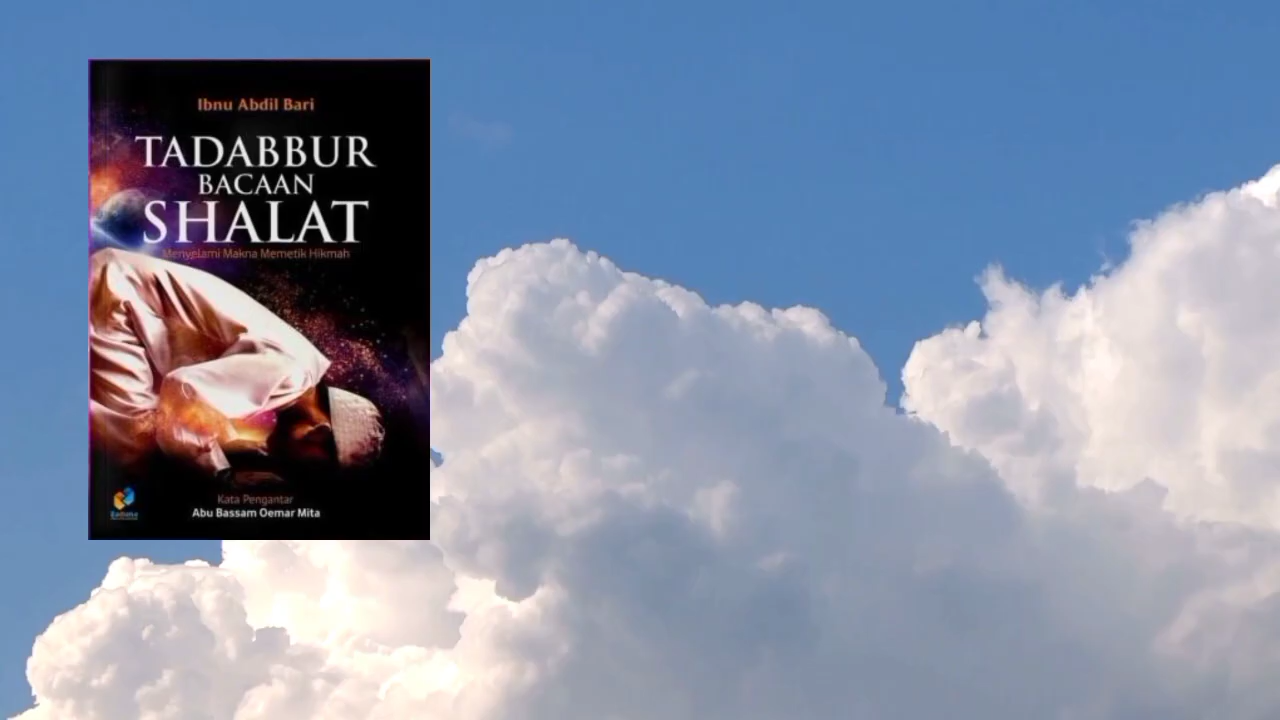 Ibnu Abdil Bari
TADABBUR
BACAAN
SHALAT
Menyelami Makna Memetik Hikmah
Kata Pengantar
Abu Bassam Oemar Mita